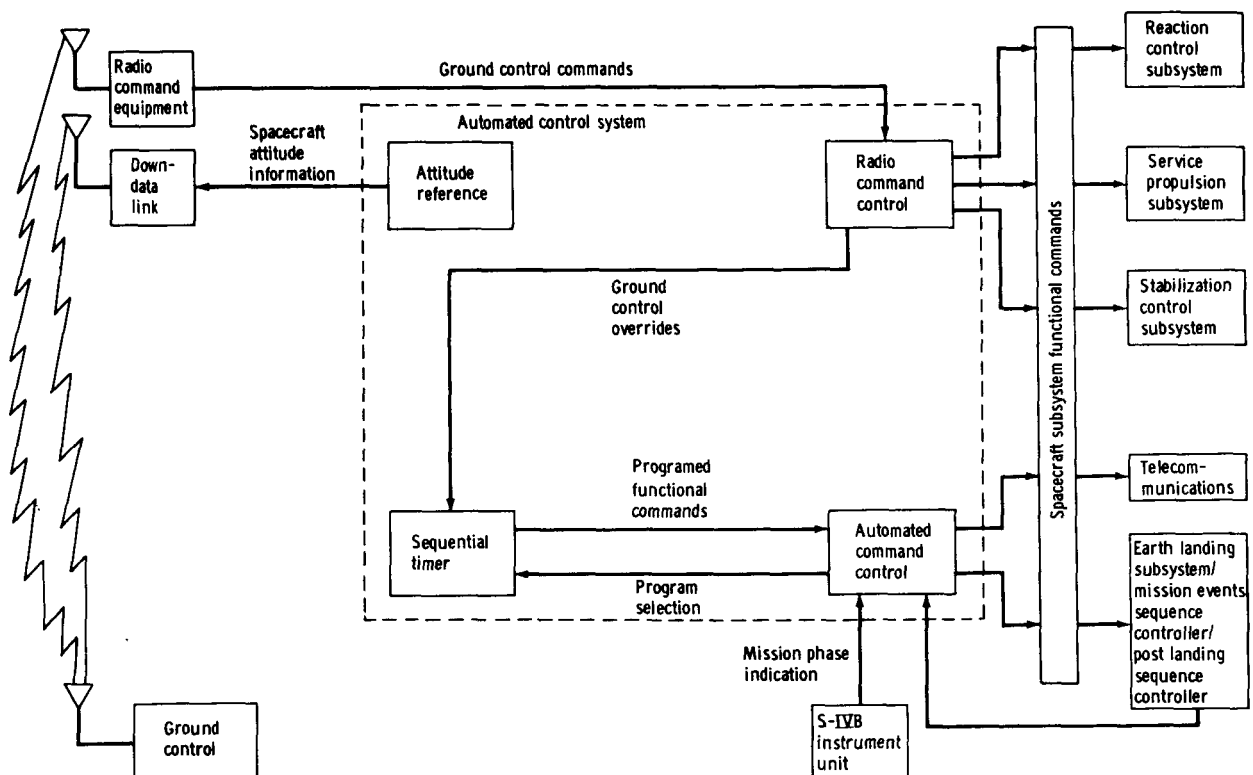 Radio
command
equipment
Ground control commands
Automated control system
Spacecraft
attitude
information
Down-
data
link
Attitude
reference
Radio
command
control
Reaction
control
subsystem
Service
propulsion
subsystem
Stabilization
control
subsystem
Spacecraft subsystem functional commands
Ground
control
overrides
Programed
functional
commands
Sequential
timer
Automated
command
control
Program
selection
Telecom-
munications
Earth landing
subsystem/
mission events
sequence
controller/
post landing
sequence
controller
Mission phase
indication
S-IVB
instrument
unit
Ground
control